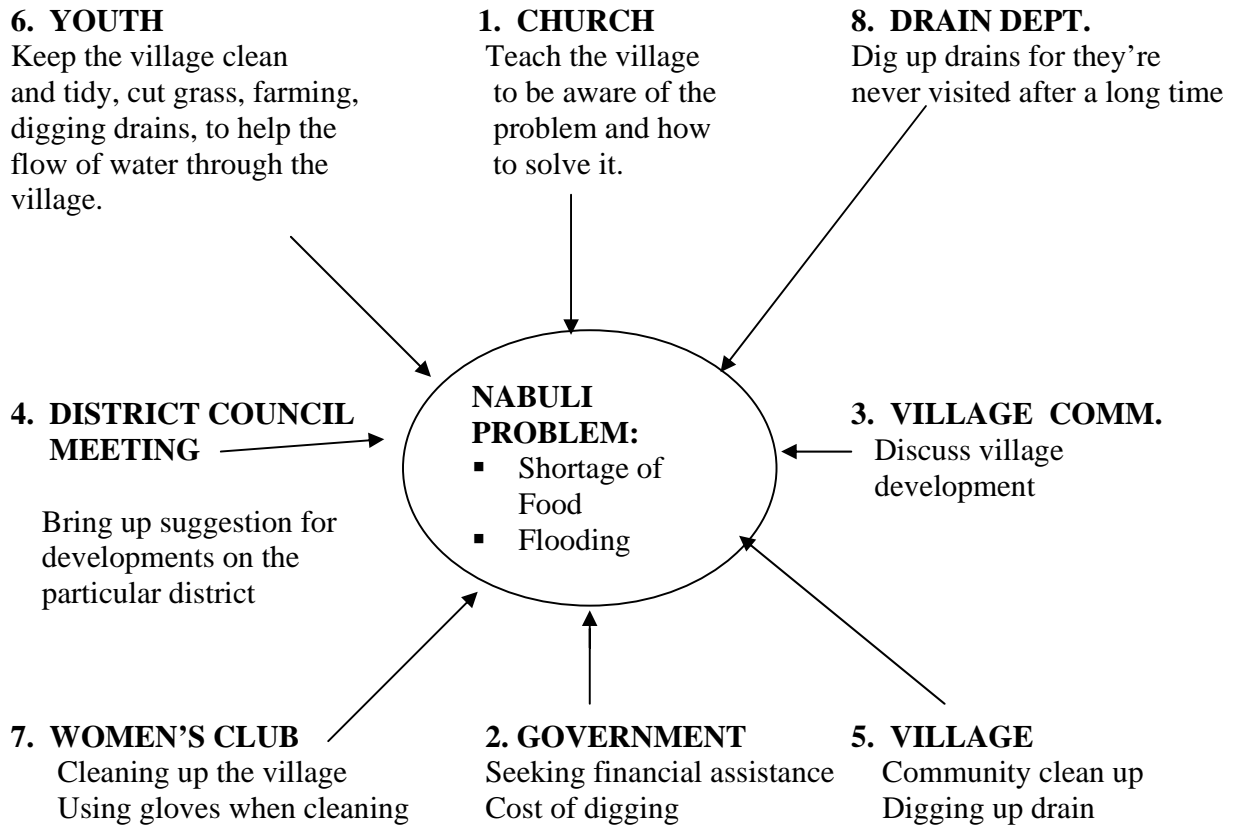 6. YOUTH
Keep the village clean
and tidy, cut grass, farming,
digging drains, to help the
flow of water through the
village.
1. CHURCH
Teach the village
to be aware of the
problem and how
to solve it.
8. DRAIN DEPT.
Dig up drains for they’re
never visited after a long time
4. DISTRICT COUNCIL
MEETING
Bring up suggestion for
developments on the
particular district
NABULI
PROBLEM:
▪ Shortage of
Food
▪ Flooding
3. VILLAGE COMM.
Discuss village
development
7. WOMEN’S CLUB
Cleaning up the village
Using gloves when cleaning
2. GOVERNMENT
Seeking financial assistance
Cost of digging
5. VILLAGE
Community clean up
Digging up drain